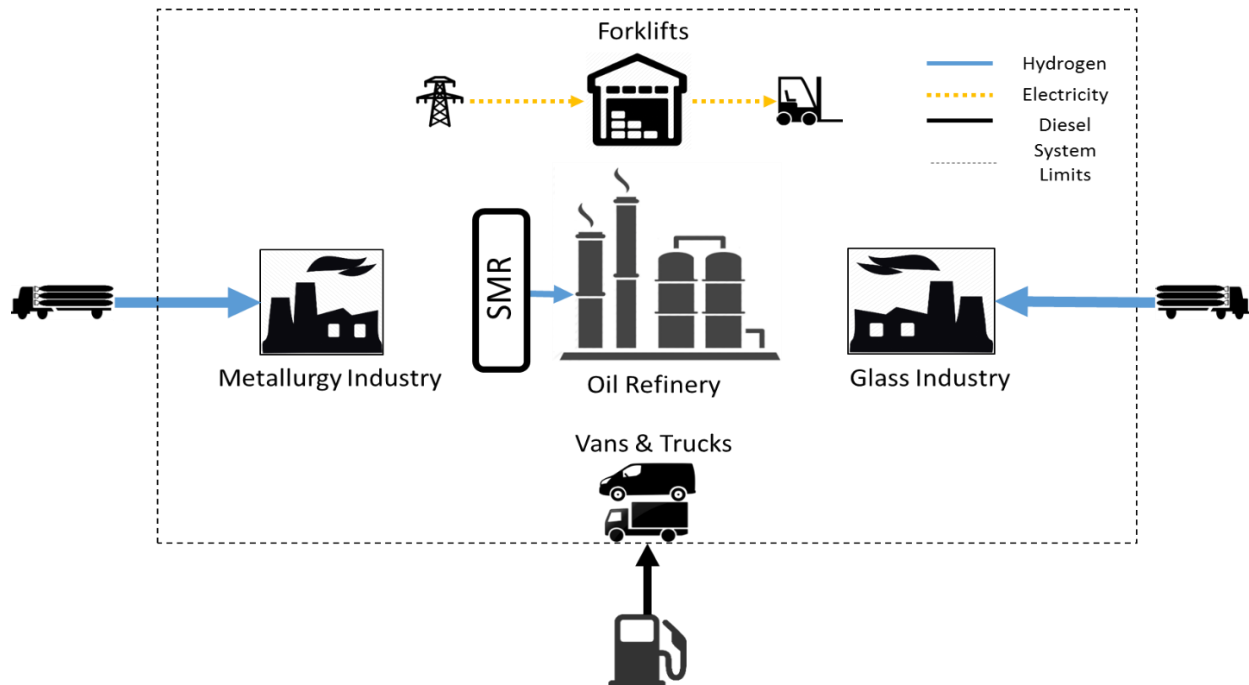 Forklifts
Hydrogen
Electricity
Diesel
System
Limits
SMR
Metallurgy Industry
Oil Refinery
Glass Industry
Vans & Trucks